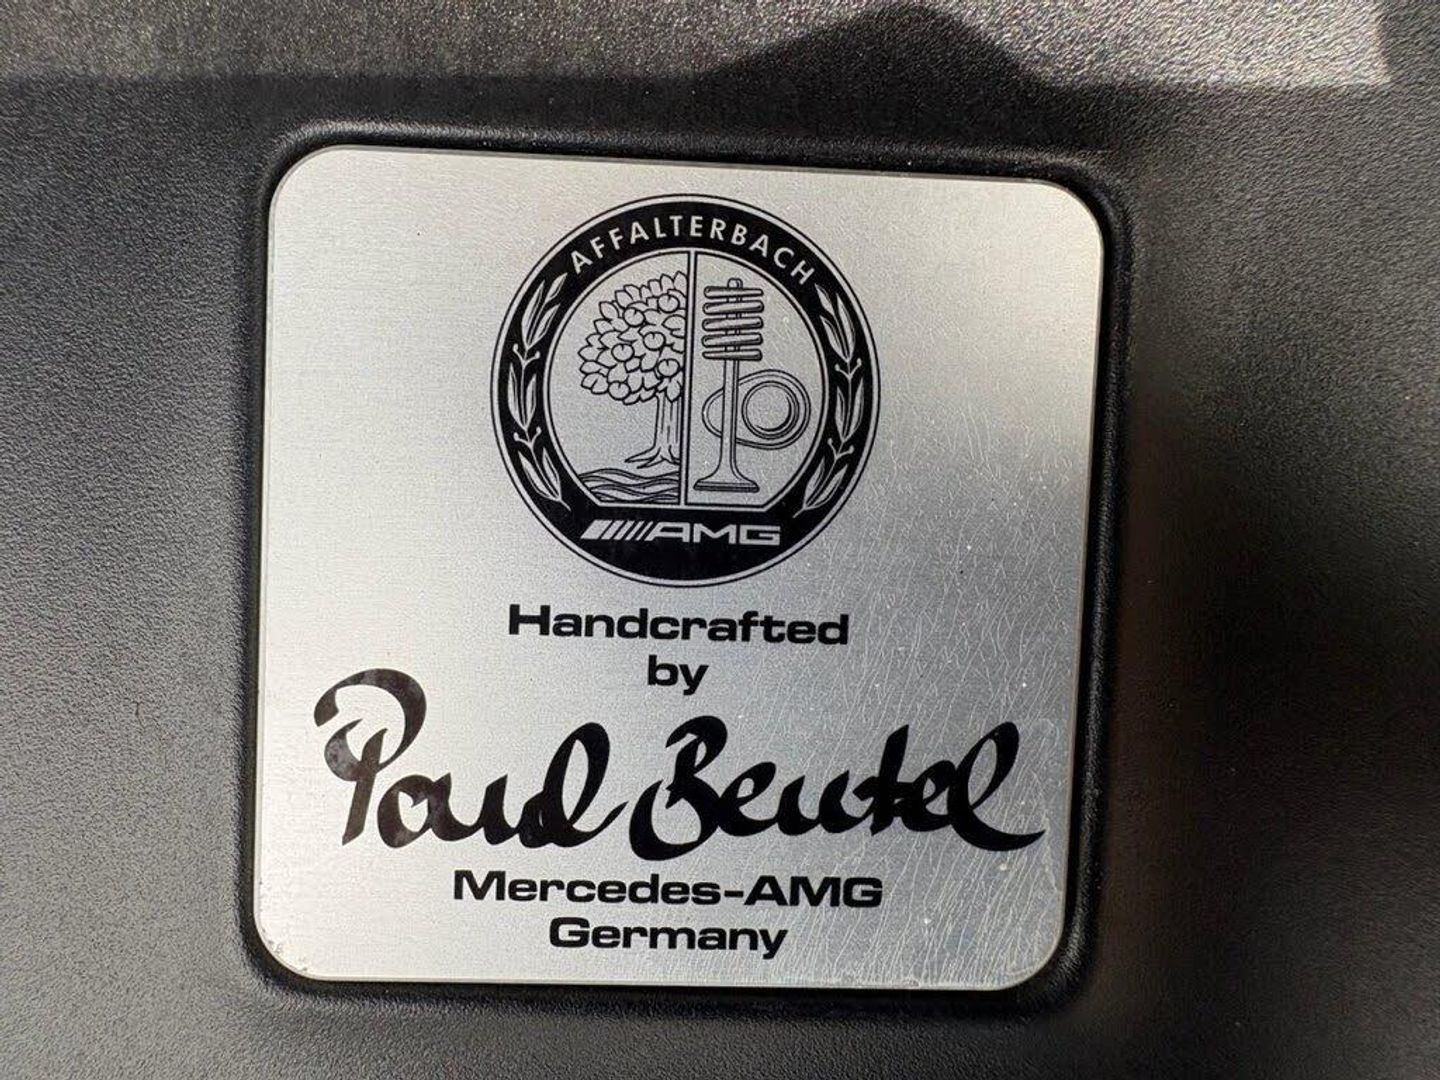 AFFALTERBACH
AMG
Handcrafted
by
Paul Beutel
Mercedes-AMG
Germany